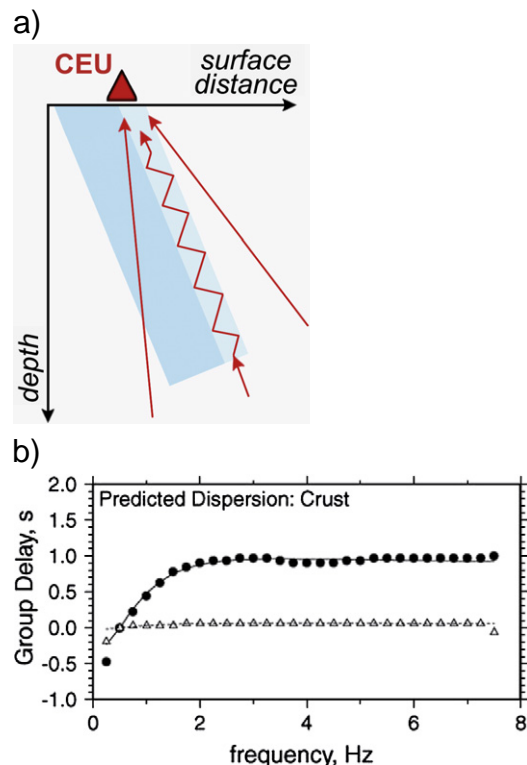 a)
CEU
surface
distance
depth
b)
Predicted Dispersion: Crust
2.0
1.5
1.0
0.5
0.0
-0.5
-1.0
Group Delay, s
0 2 4 6 8
frequency, Hz